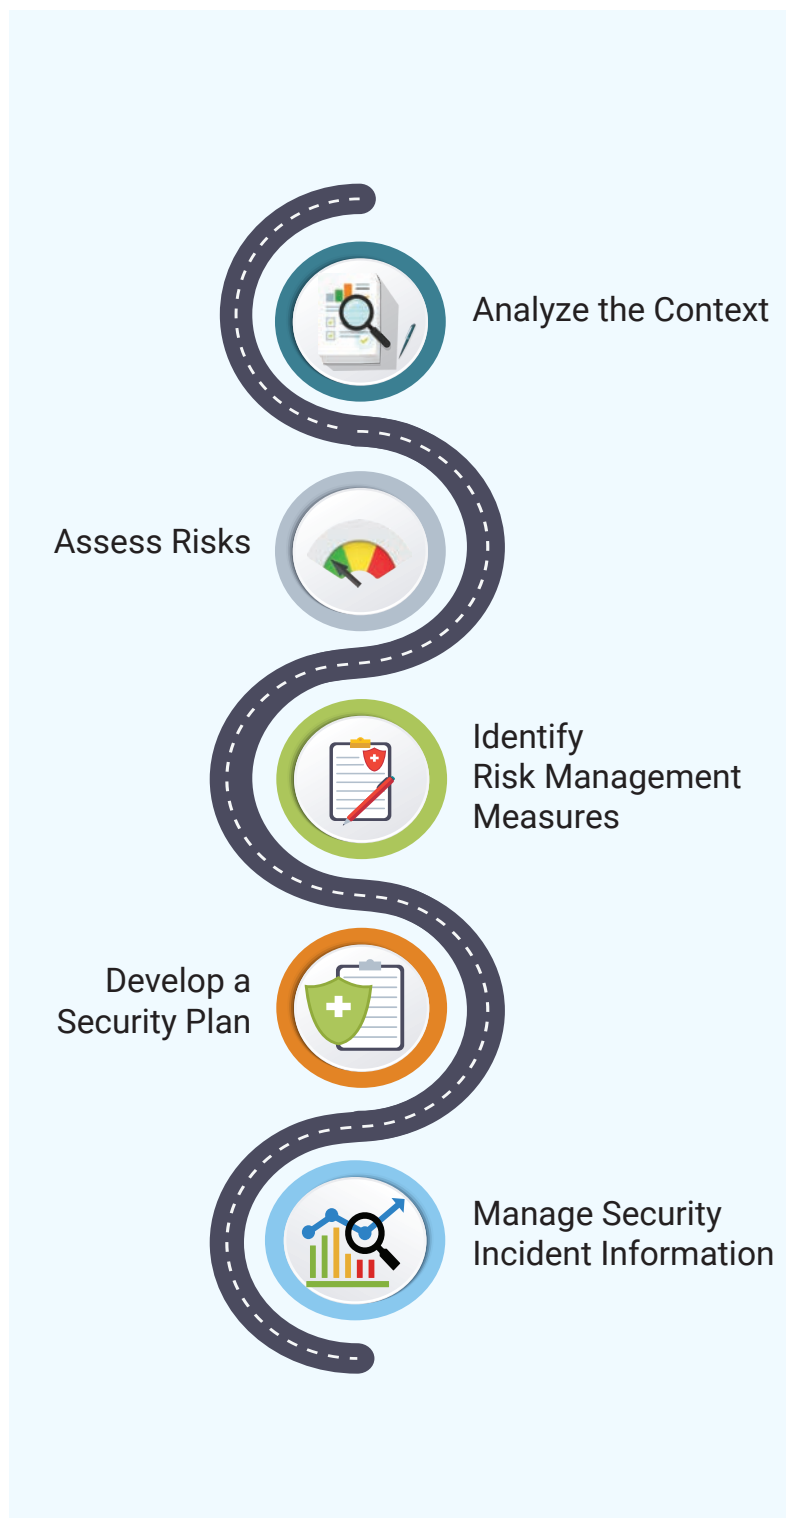 Analyze the Context
Assess Risks
Identify
Risk Management
Measures
Develop a
Security Plan
Manage Security
Incident Information